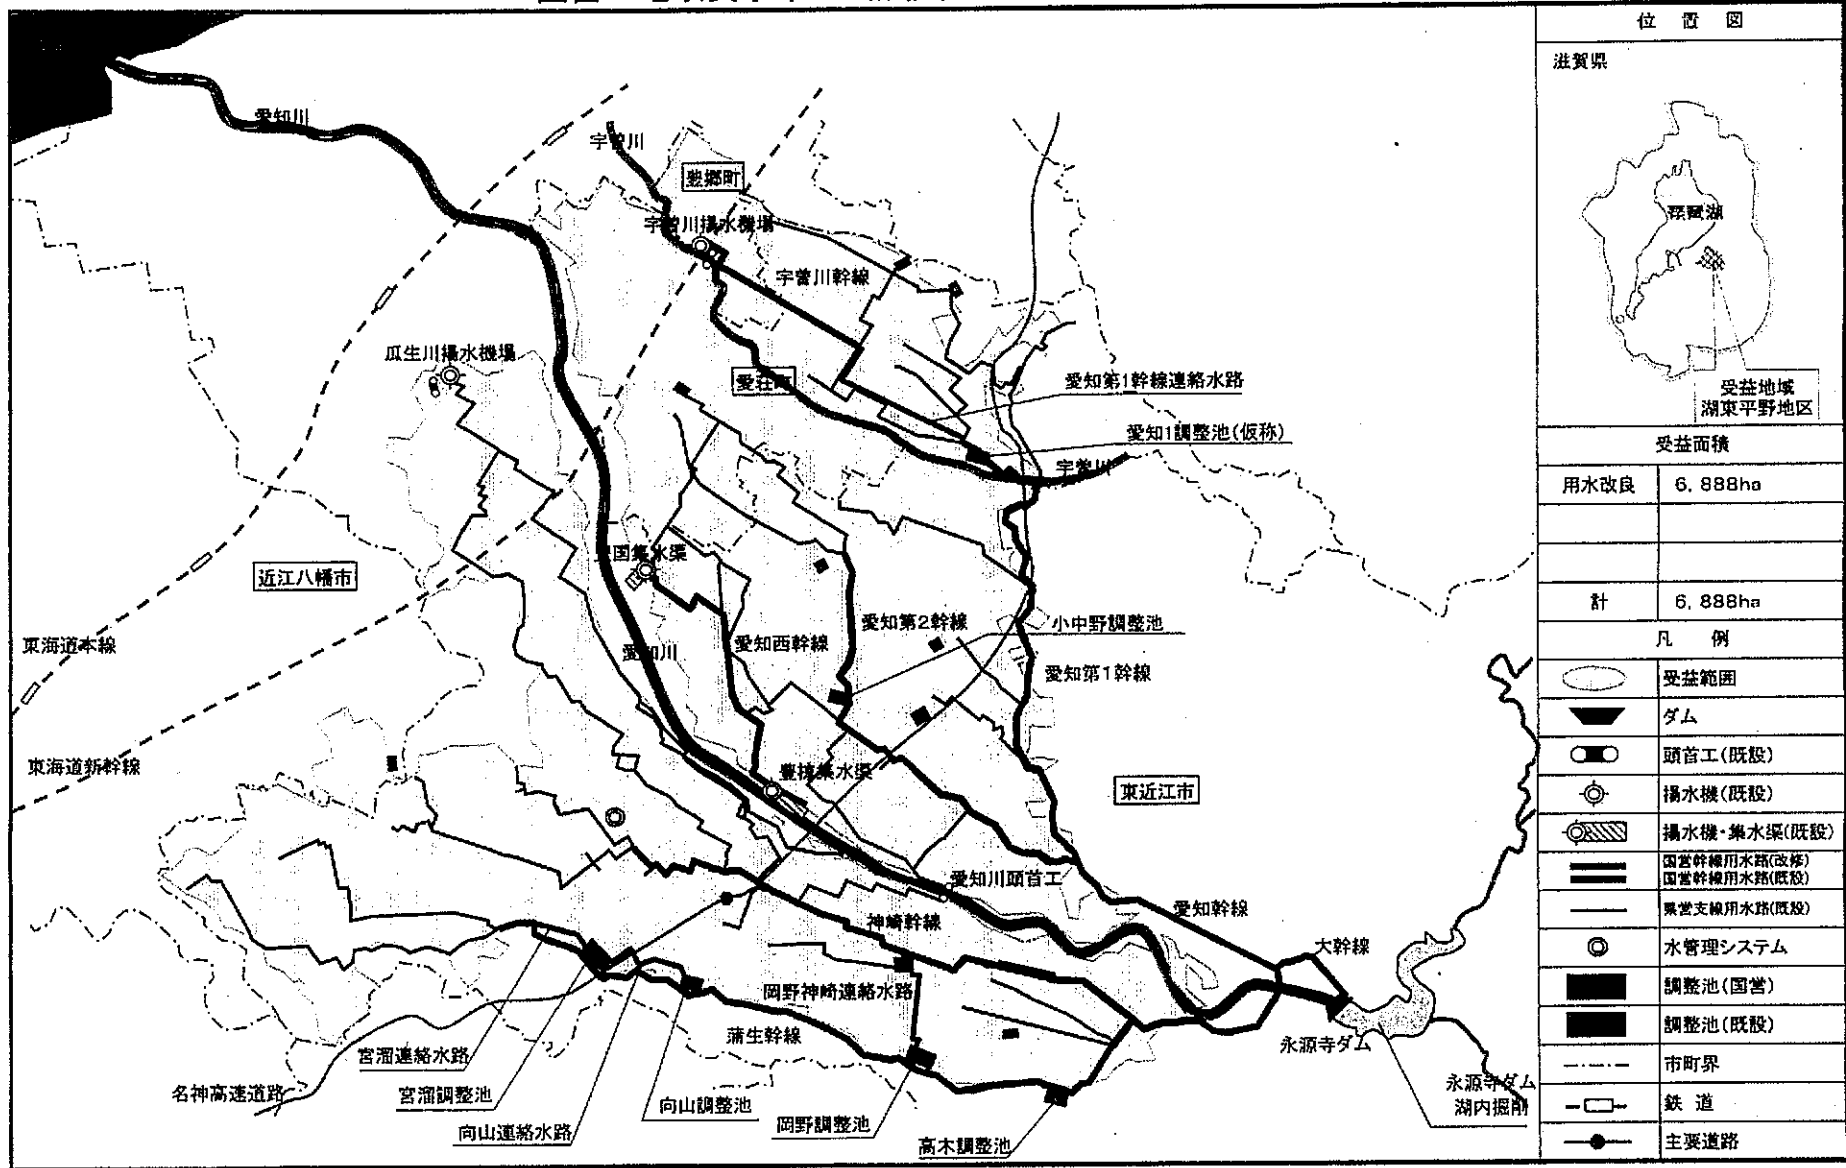 位置図
滋賀県
琵琶湖
受益地域
湖東平野地区
受益面積
用水改良 6,888ha
計 6,888ha
凡例
受益範囲
ダム
頭首工(既設)
揚水機(既設)
揚水機・集水渠(既設)
国営幹線用水路(改修)
国営幹線用水路(既設)
県営支線用水路(既設)
水管理システム
調整池(国営)
調整池(既設)
市町界
鉄道
主要道路
愛知川
宇曽川
豊郷町
宇曽川揚水機場
宇曽川幹線
瓜生川揚水機場
愛荘町
愛知第1幹線連絡水路
愛知1調整池(仮称)
宇曽川
国集水渠
近江八幡市
愛知第2幹線
小中野調整池
東海道本線
愛知川
愛知西幹線
愛知第1幹線
東海道新幹線
豊椋集水渠
東近江市
愛知川頭首工
神崎幹線
愛知幹線
大幹線
岡野神崎連絡水路
蒲生幹線
永源寺ダム
宮溜連絡水路
名神高速道路
宮溜調整池
向山調整池
永源寺ダム
湖内掘削
向山連絡水路
岡野調整池
高木調整池